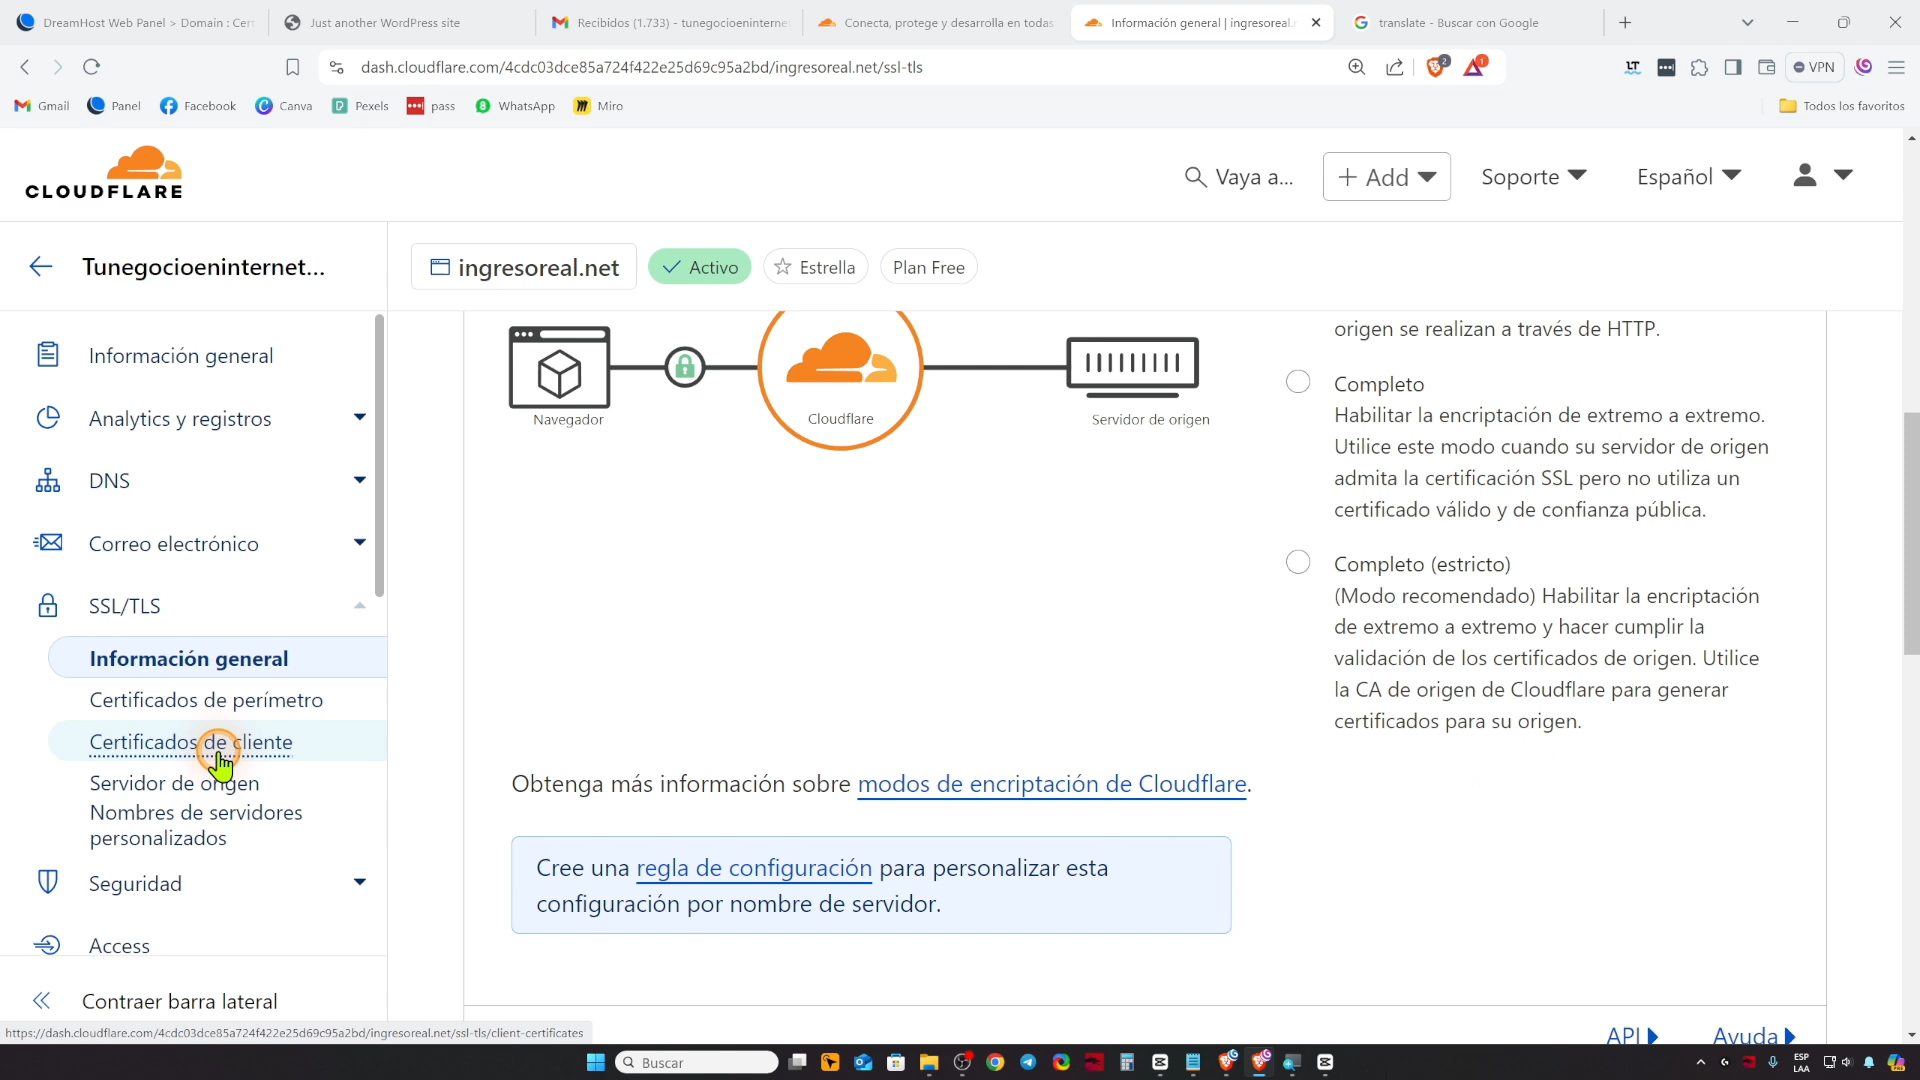 DreamHost Web Panel > Domain : Cert
Just another WordPress site
Recibidos (1.733) - tunegocioeninterne
Conecta, protege y desarrolla en todas
Información general | ingresoreal.n
translate - Buscar con Google
dash.cloudflare.com/4cdc03dce85a724f422e25d69c95a2bd/ingresoreal.net/ssl-tls
2
1
LT
VPN
Gmail
Panel
Facebook
Canva
Pexels
pass
WhatsApp
Miro
Todos los favoritos
CLOUDFLARE
Vaya a...
+ Add
Soporte
Español
Tunegocioeninternet...
ingresoreal.net
Activo
Estrella
Plan Free
Información general
Analytics y registros
DNS
Correo electrónico
SSL/TLS
Información general
Certificados de perímetro
Certificados de cliente
Servidor de origen
Nombres de servidores
personalizados
Seguridad
Access
Contraer barra lateral
Navegador
Cloudflare
Servidor de origen
origen se realizan a través de HTTP.
Completo
Habilitar la encriptación de extremo a extremo.
Utilice este modo cuando su servidor de origen
admita la certificación SSL pero no utiliza un
certificado válido y de confianza pública.
Completo (estricto)
(Modo recomendado) Habilitar la encriptación
de extremo a extremo y hacer cumplir la
validación de los certificados de origen. Utilice
la CA de origen de Cloudflare para generar
certificados para su origen.
Obtenga más información sobre modos de encriptación de Cloudflare.
Cree una regla de configuración para personalizar esta
configuración por nombre de servidor.
API
Ayuda
https://dash.cloudflare.com/4cdc03dce85a724f422e25d69c95a2bd/ingresoreal.net/ssl-tls/client-certificates
Buscar
ESP
LAA